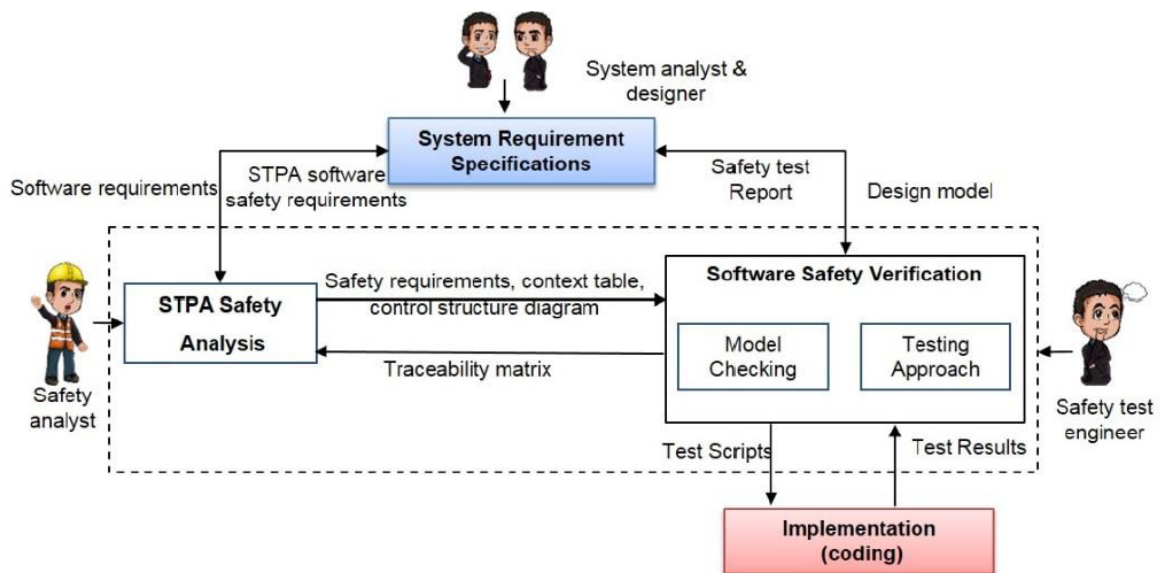 System analyst &
designer
System Requirement
Specifications
Software requirements
STPA software
safety requirements
Safety test
Report
Design model
STPA Safety
Analysis
Safety requirements, context table,
control structure diagram
Traceability matrix
Software Safety Verification
Model
Checking
Testing
Approach
Safety
analyst
Safety test
engineer
Test Scripts
Test Results
Implementation
(coding)